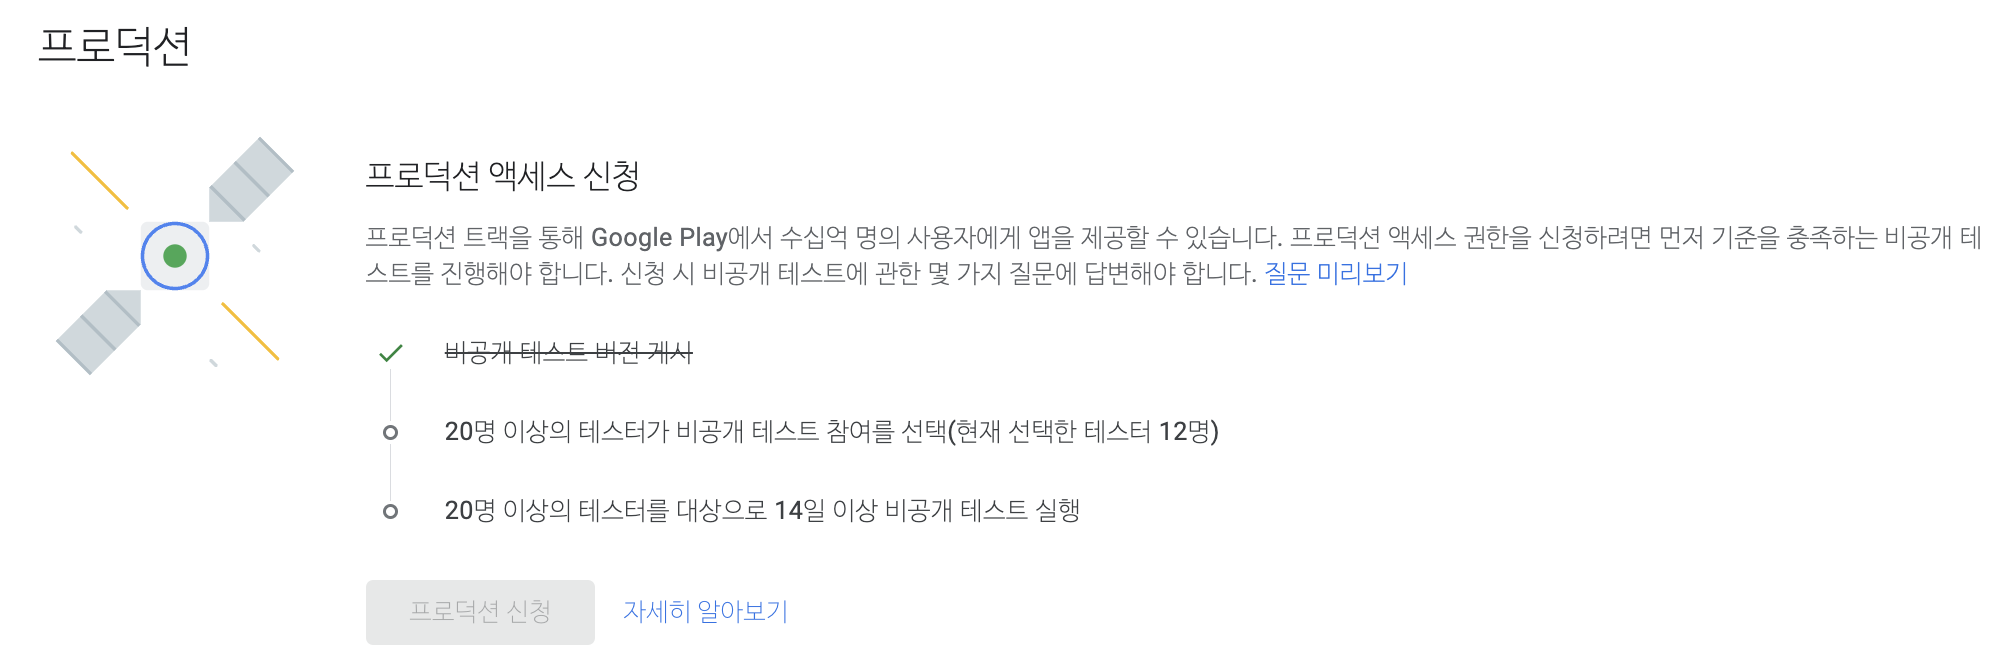 프로덕션
프로덕션 액세스 신청
프로덕션 트랙을 통해 Google Play에서 수십억 명의 사용자에게 앱을 제공할 수 있습니다. 프로덕션 액세스 권한을 신청하려면 먼저 기준을 충족하는 비공개 테
스트를 진행해야 합니다. 신청 시 비공개 테스트에 관한 몇 가지 질문에 답변해야 합니다. 질문 미리보기
비공개 테스트 버전 게시
20명 이상의 테스터가 비공개 테스트 참여를 선택(현재 선택한 테스터 12명)
20명 이상의 테스터를 대상으로 14일 이상 비공개 테스트 실행
프로덕션 신청 자세히 알아보기